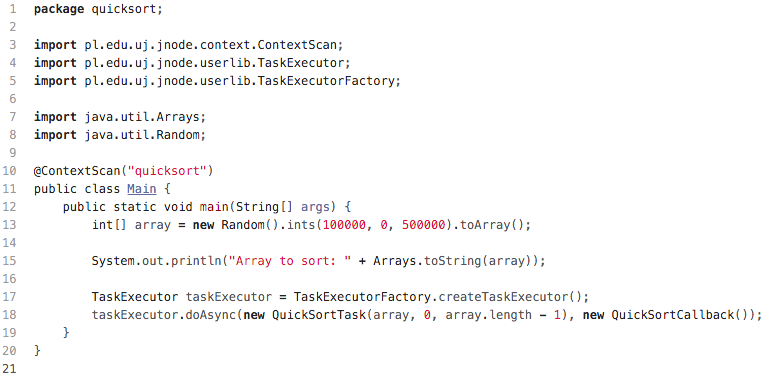 1 package quicksort;
2
3 import pl.edu.uj.jnode.context.ContextScan;
4 import pl.edu.uj.jnode.userlib.TaskExecutor;
5 import pl.edu.uj.jnode.userlib.TaskExecutorFactory;
6
7 import java.util.Arrays;
8 import java.util.Random;
9
10 @ContextScan("quicksort")
11 public class Main {
12     public static void main(String[] args) {
13         int[] array = new Random().ints(100000, 0, 500000).toArray();
14
15         System.out.println("Array to sort: " + Arrays.toString(array));
16
17         TaskExecutor taskExecutor = TaskExecutorFactory.createTaskExecutor();
18         taskExecutor.doAsync(new QuickSortTask(array, 0, array.length - 1), new QuickSortCallback());
19     }
20 }
21